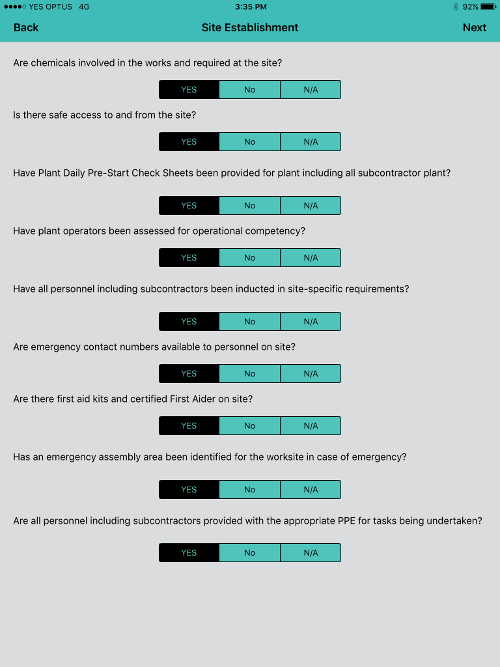 YES OPTUS 4G 3:35 PM 92%
Back Site Establishment Next
Are chemicals involved in the works and required at the site?
YES No N/A
Is there safe access to and from the site?
YES No N/A
Have Plant Daily Pre-Start Check Sheets been provided for plant including all subcontractor plant?
YES No N/A
Have plant operators been assessed for operational competency?
YES No N/A
Have all personnel including subcontractors been inducted in site-specific requirements?
YES No N/A
Are emergency contact numbers available to personnel on site?
YES No N/A
Are there first aid kits and certified First Aider on site?
YES No N/A
Has an emergency assembly area been identified for the worksite in case of emergency?
YES No N/A
Are all personnel including subcontractors provided with the appropriate PPE for tasks being undertaken?
YES No N/A